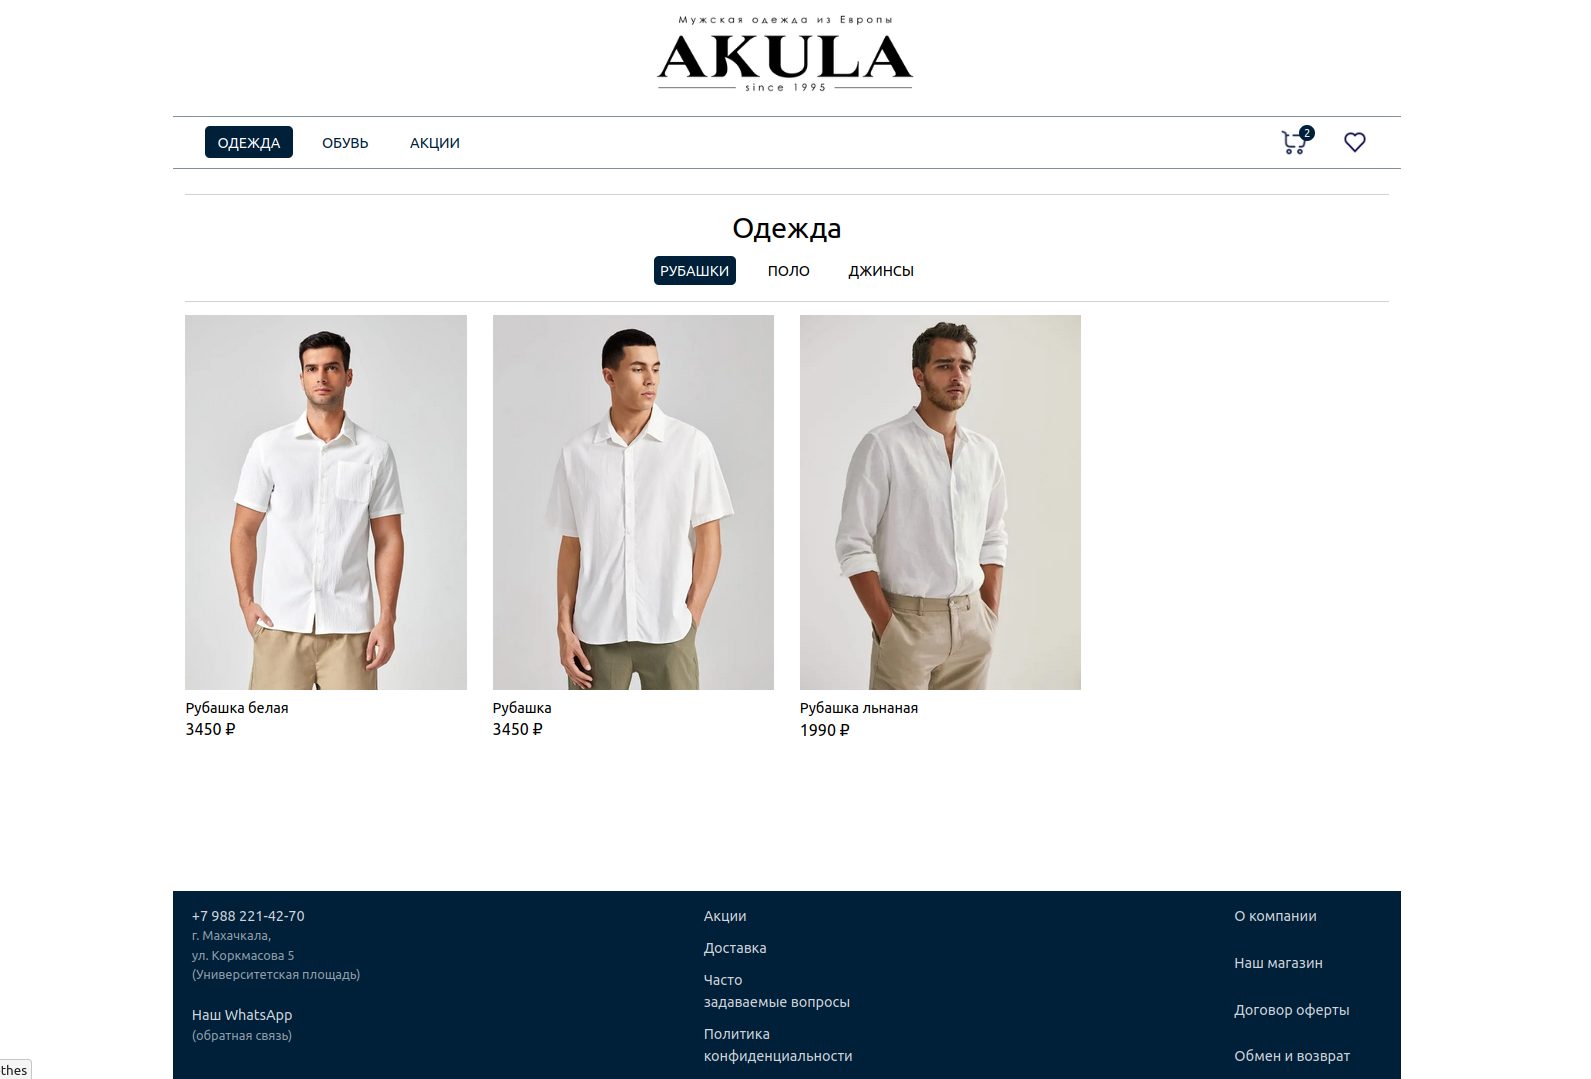 Мужская одежда из Европы
AKULA
since 1995
ОДЕЖДА ОБУВЬ АКЦИИ 2
Одежда
РУБАШКИ ПОЛО ДЖИНСЫ
Рубашка белая
3450 ₽
Рубашка
3450 ₽
Рубашка льнаная
1990 ₽
+7 988 221-42-70
г. Махачкала,
ул. Коркмасова 5
(Университетская площадь)
Наш WhatsApp
(обратная связь)
Акции
Доставка
Часто
задаваемые вопросы
Политика
конфиденциальности
О компании
Наш магазин
Договор оферты
Обмен и возврат
thes